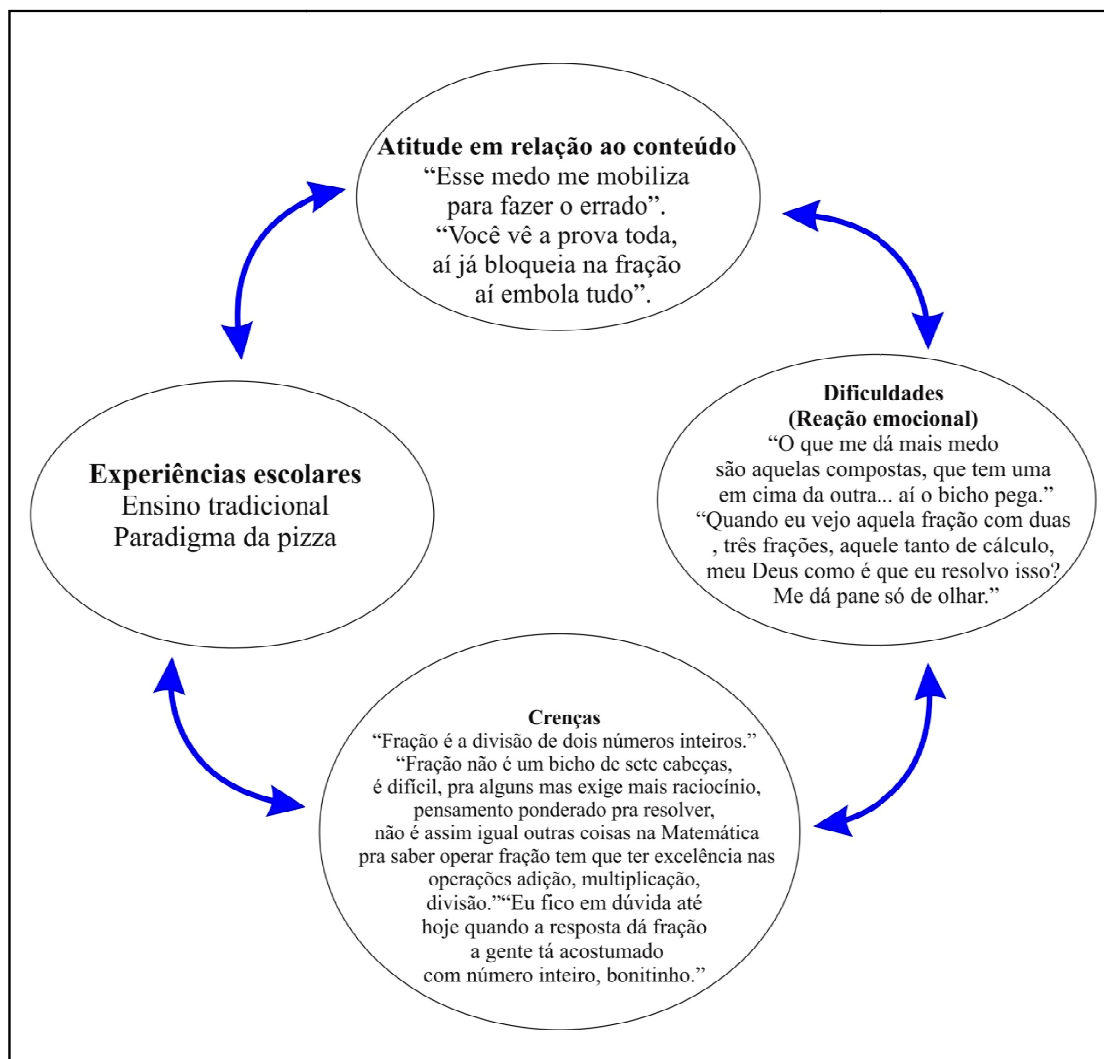 Atitude em relação ao conteúdo
“Esse medo me mobiliza
para fazer o errado”.
“Você vê a prova toda,
aí já bloqueia na fração
aí embola tudo”.
Experiências escolares
Ensino tradicional
Paradigma da pizza
Dificuldades
(Reação emocional)
“O que me dá mais medo
são aquelas compostas, que tem uma
em cima da outra... aí o bicho pega.”
“Quando eu vejo aquela fração com duas
, três frações, aquele tanto de cálculo,
meu Deus como é que eu resolvo isso?
Me dá pane só de olhar.”
Crenças
“Fração é a divisão de dois números inteiros.”
“Fração não é um bicho de sete cabeças,
é difícil, pra alguns mas exige mais raciocínio,
pensamento ponderado pra resolver,
não é assim igual outras coisas na Matemática
pra saber operar fração tem que ter excelência nas
operações adição, multiplicação,
divisão.”“Eu fico em dúvida até
hoje quando a resposta dá fração
a gente tá acostumado
com número inteiro, bonitinho.”